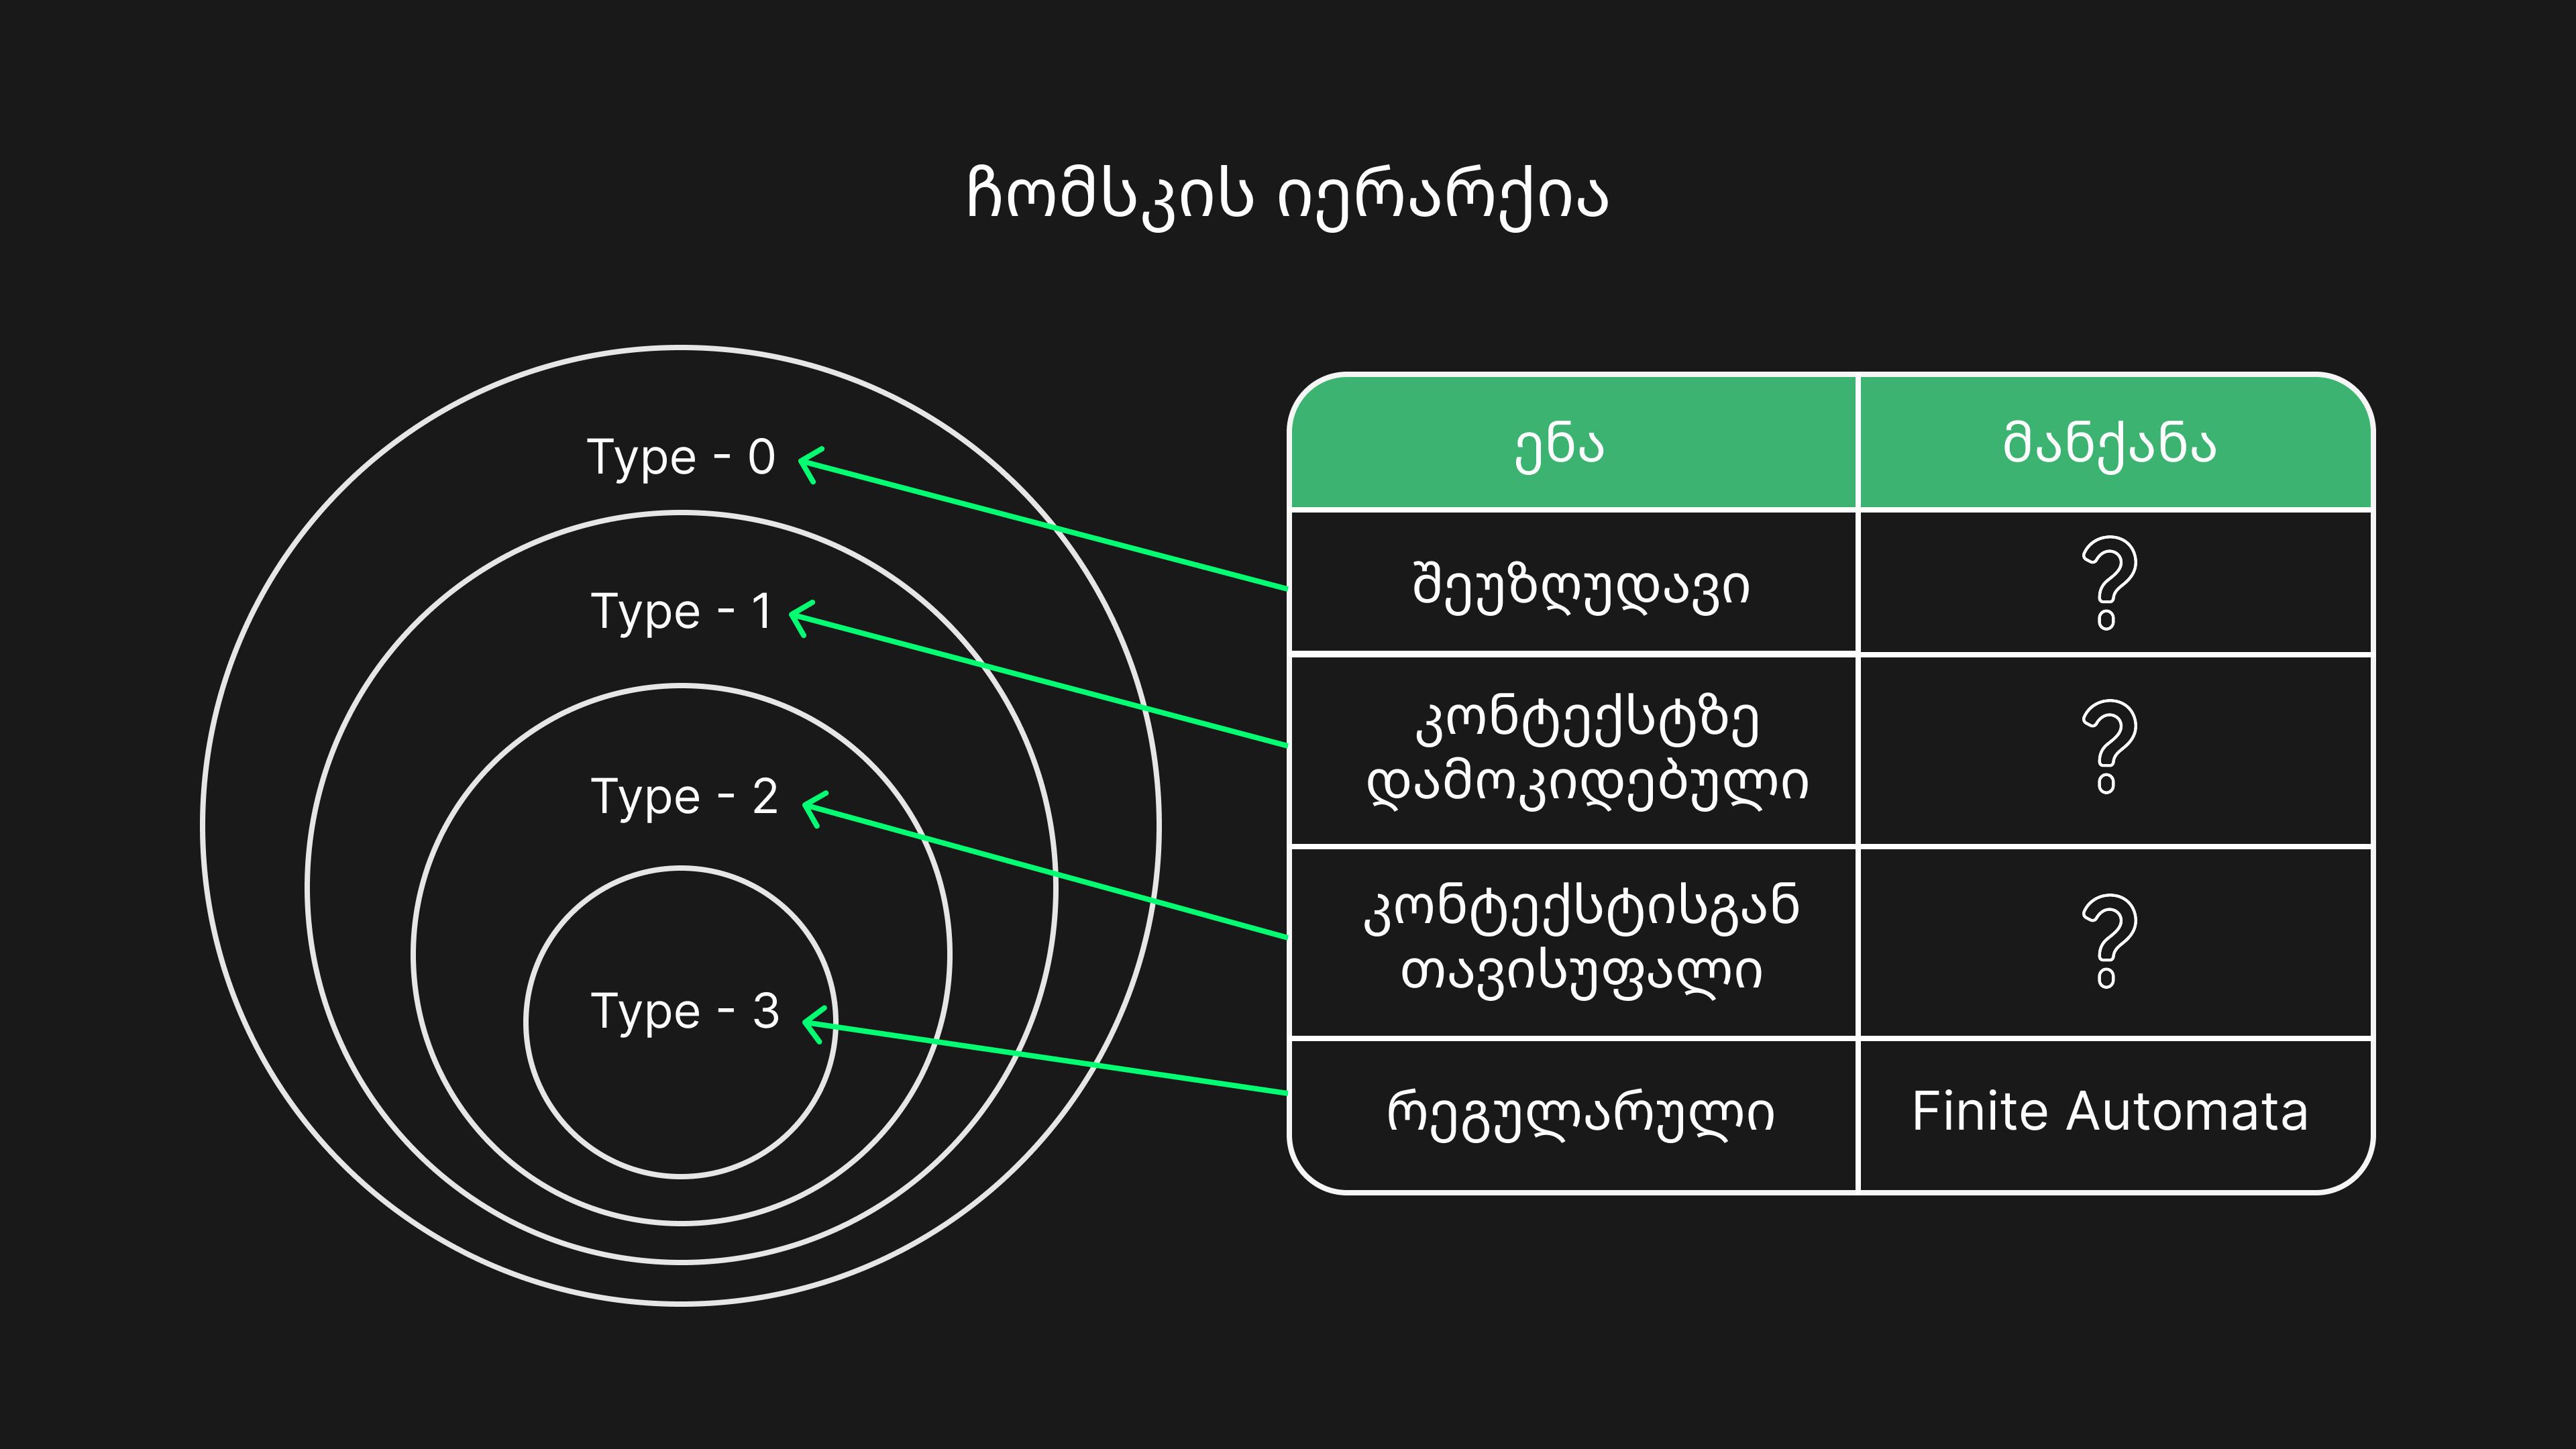 ჩომსკის იერარქია
Type - 0
Type - 1
Type - 2
Type - 3
ენა
მანქანა
შეუზღუდავი
?
კონტექსტზე
დამოკიდებული
?
კონტექსტისგან
თავისუფალი
?
რეგულარული
Finite Automata